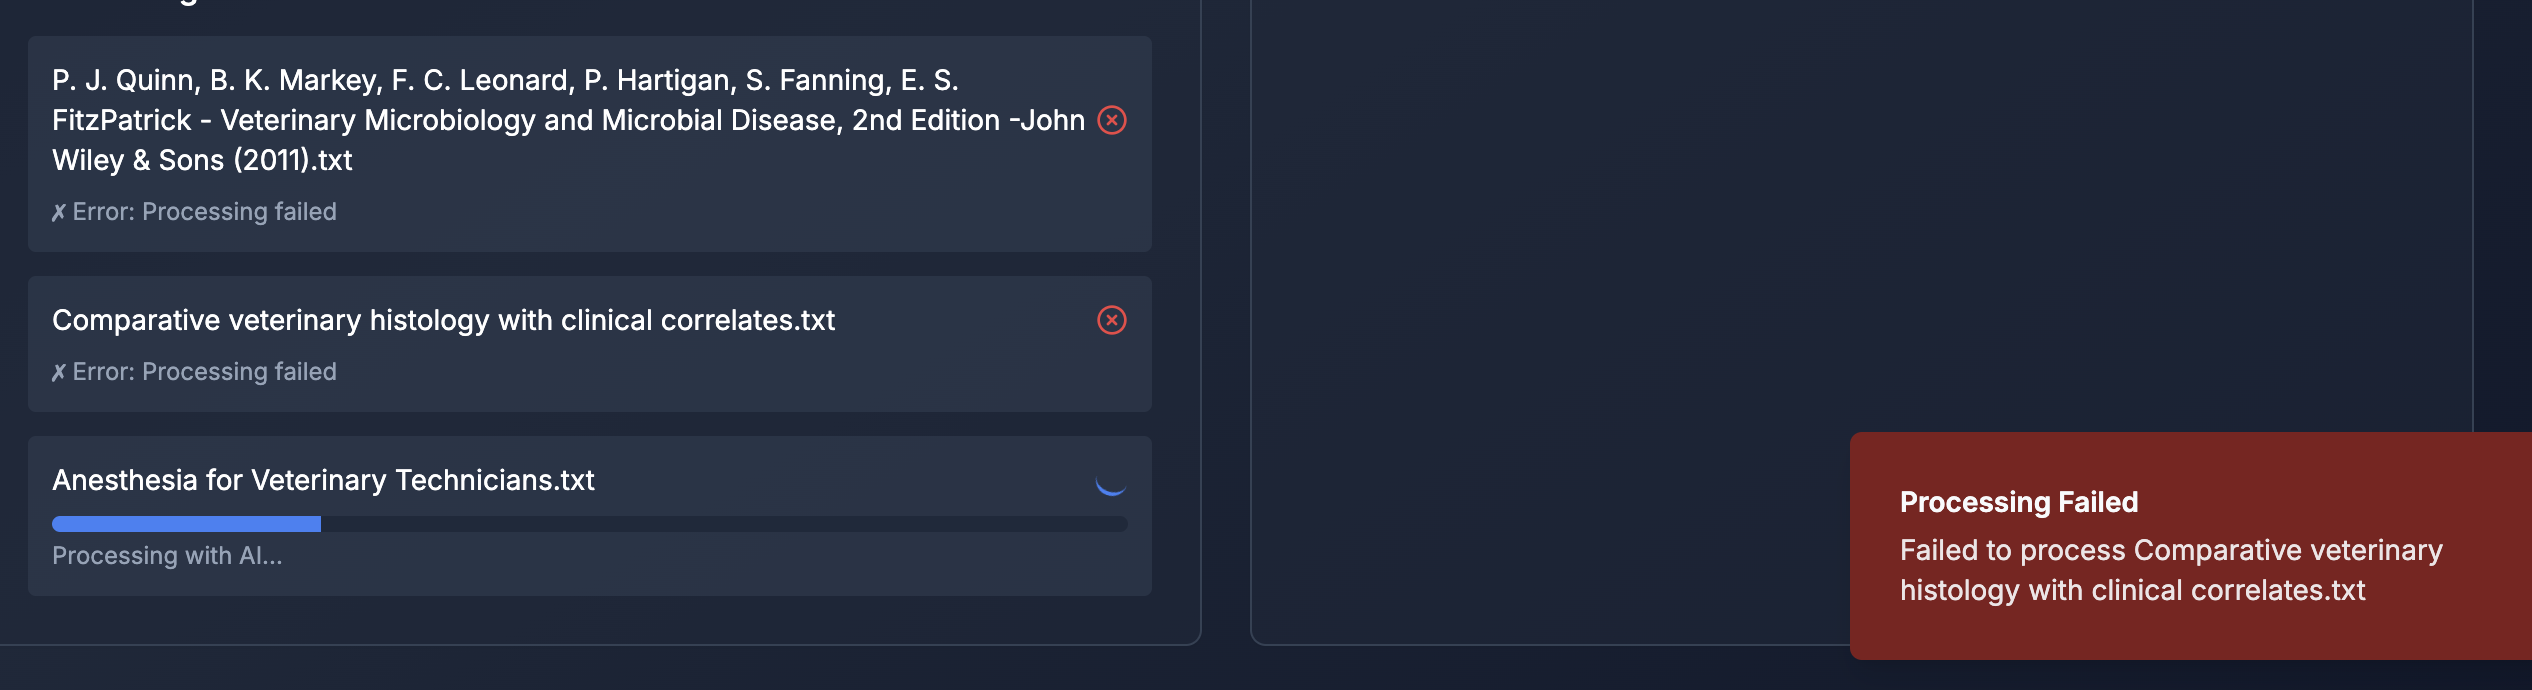 P. J. Quinn, B. K. Markey, F. C. Leonard, P. Hartigan, S. Fanning, E. S.
FitzPatrick - Veterinary Microbiology and Microbial Disease, 2nd Edition -John
Wiley & Sons (2011).txt
✗ Error: Processing failed
Comparative veterinary histology with clinical correlates.txt
✗ Error: Processing failed
Anesthesia for Veterinary Technicians.txt
Processing with AI...
Processing Failed
Failed to process Comparative veterinary
histology with clinical correlates.txt